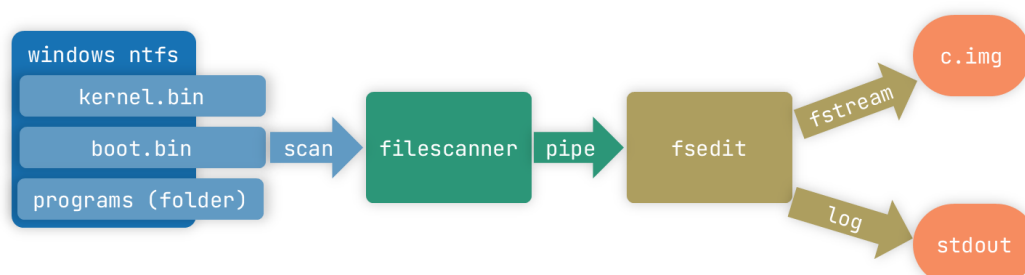 windows ntfs
kernel.bin
boot.bin
programs (folder)
scan
filescanner
pipe
fsedit
fstream
c.img
log
stdout